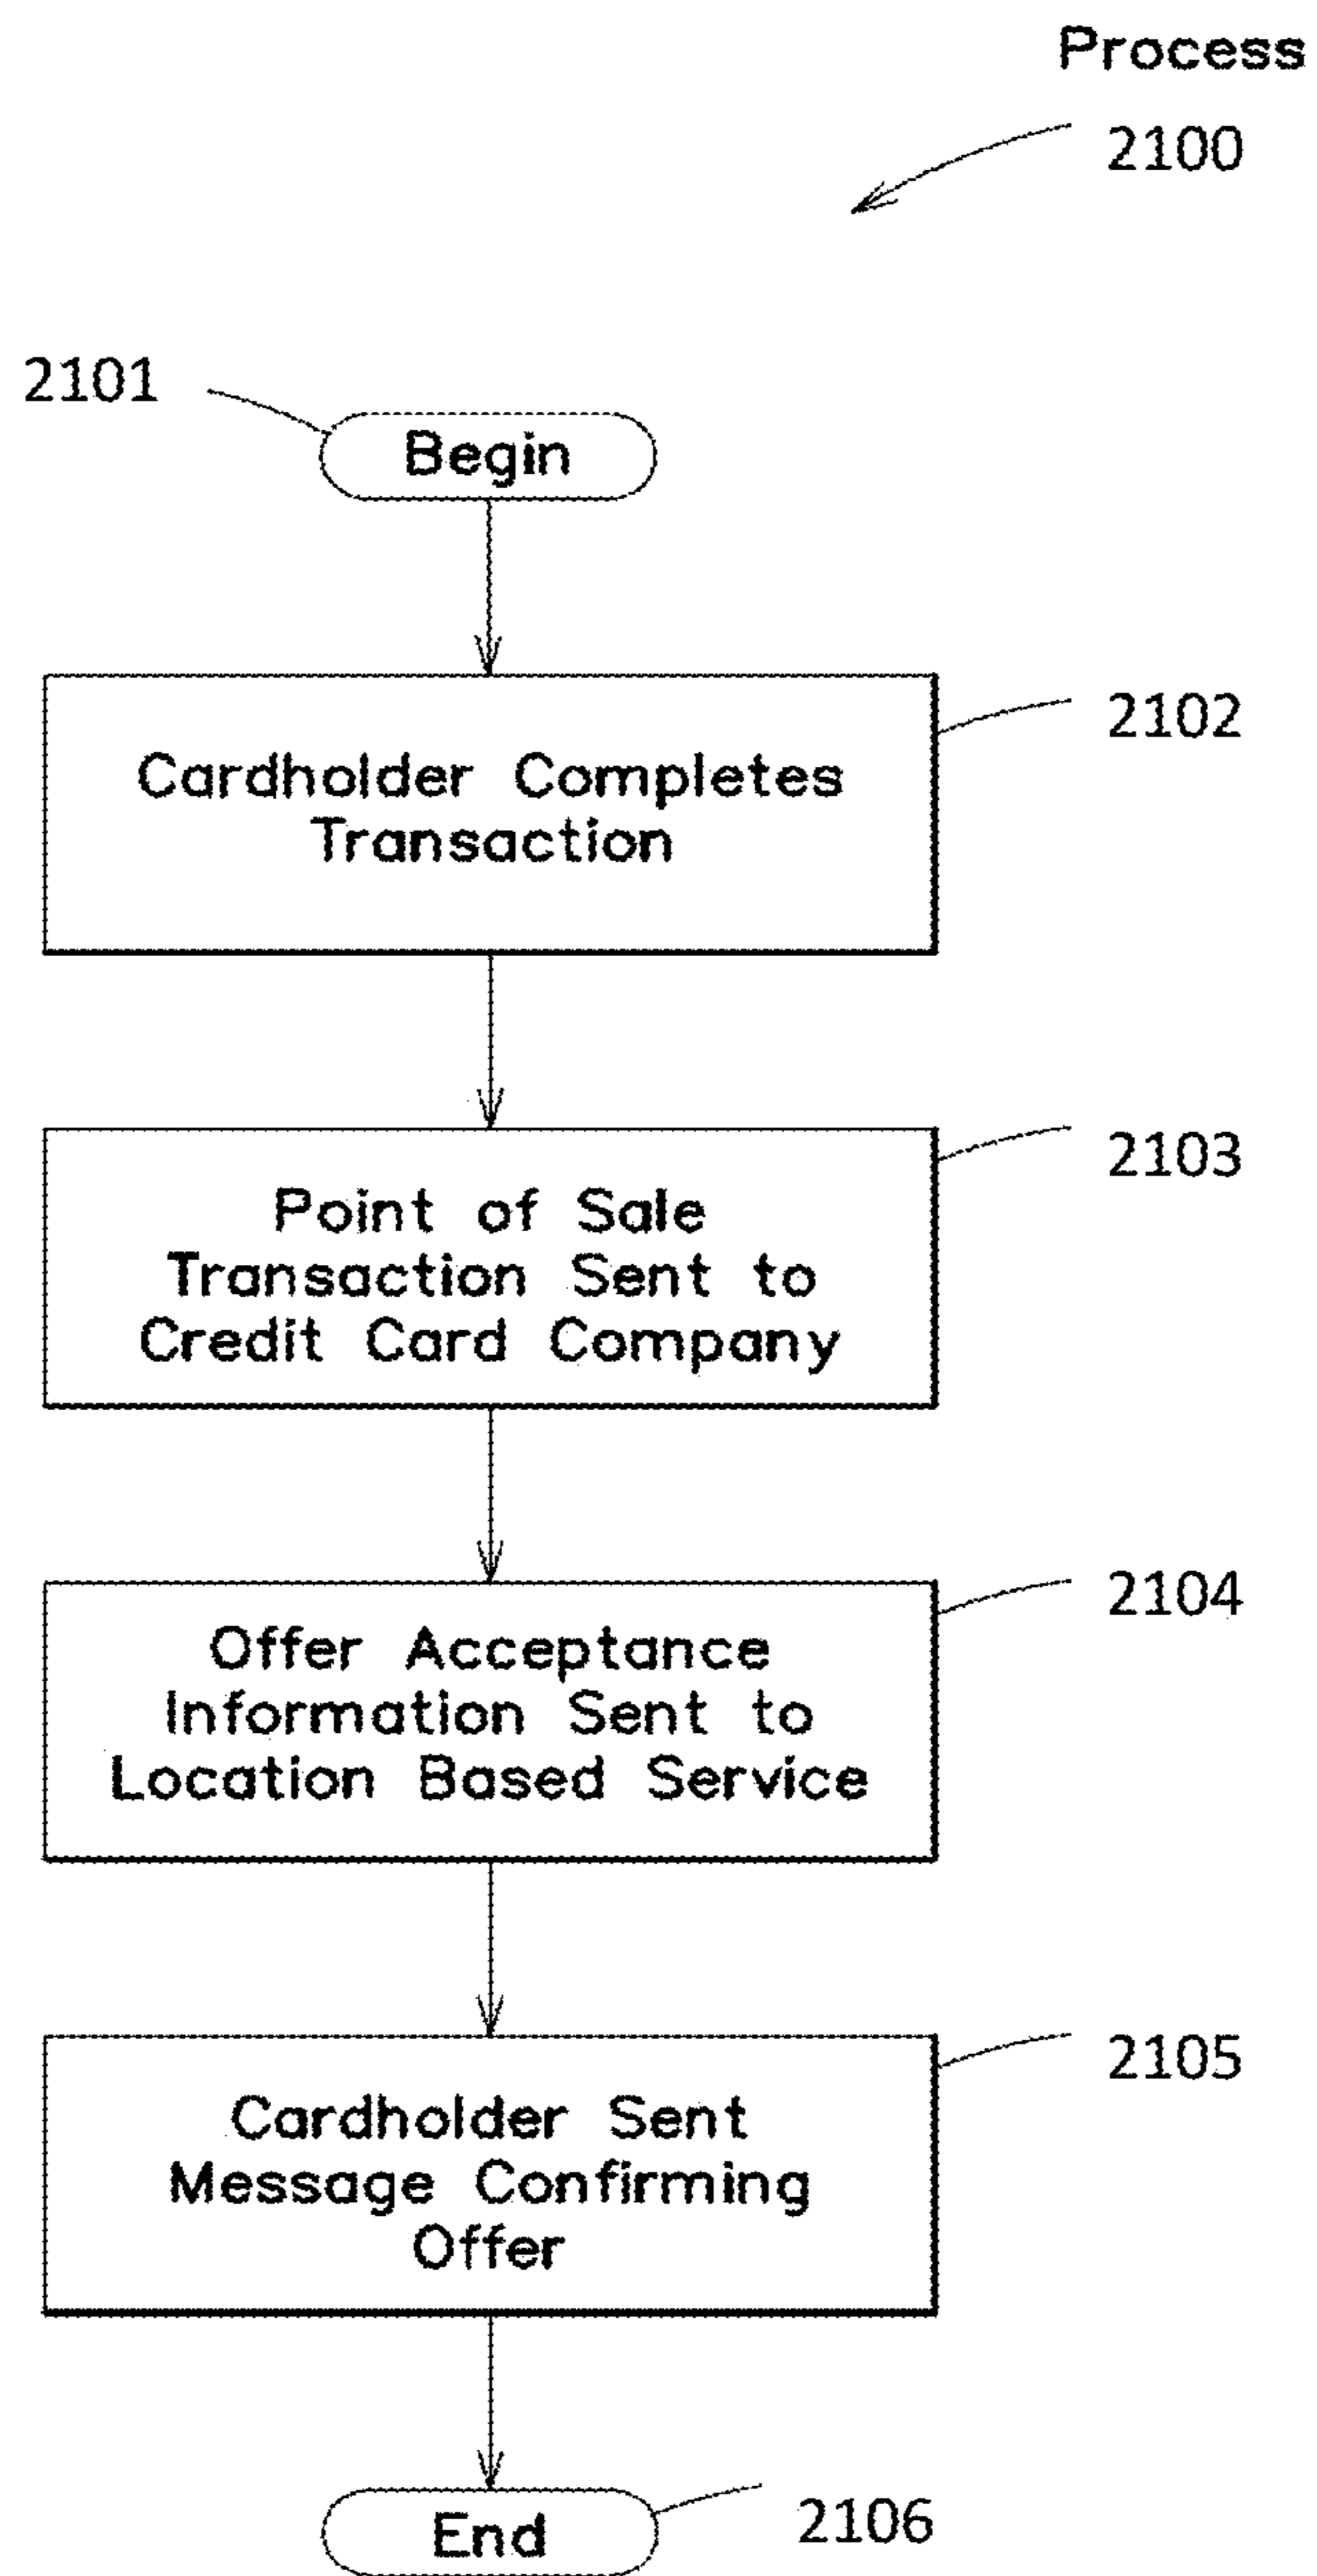 Process
2100
2101
Begin
2102
Cardholder Completes
Transaction
2103
Point of Sale
Transaction Sent to
Credit Card Company
2104
Offer Acceptance
Information Sent to
Location Based Service
2105
Cardholder Sent
Message Confirming
Offer
End
2106